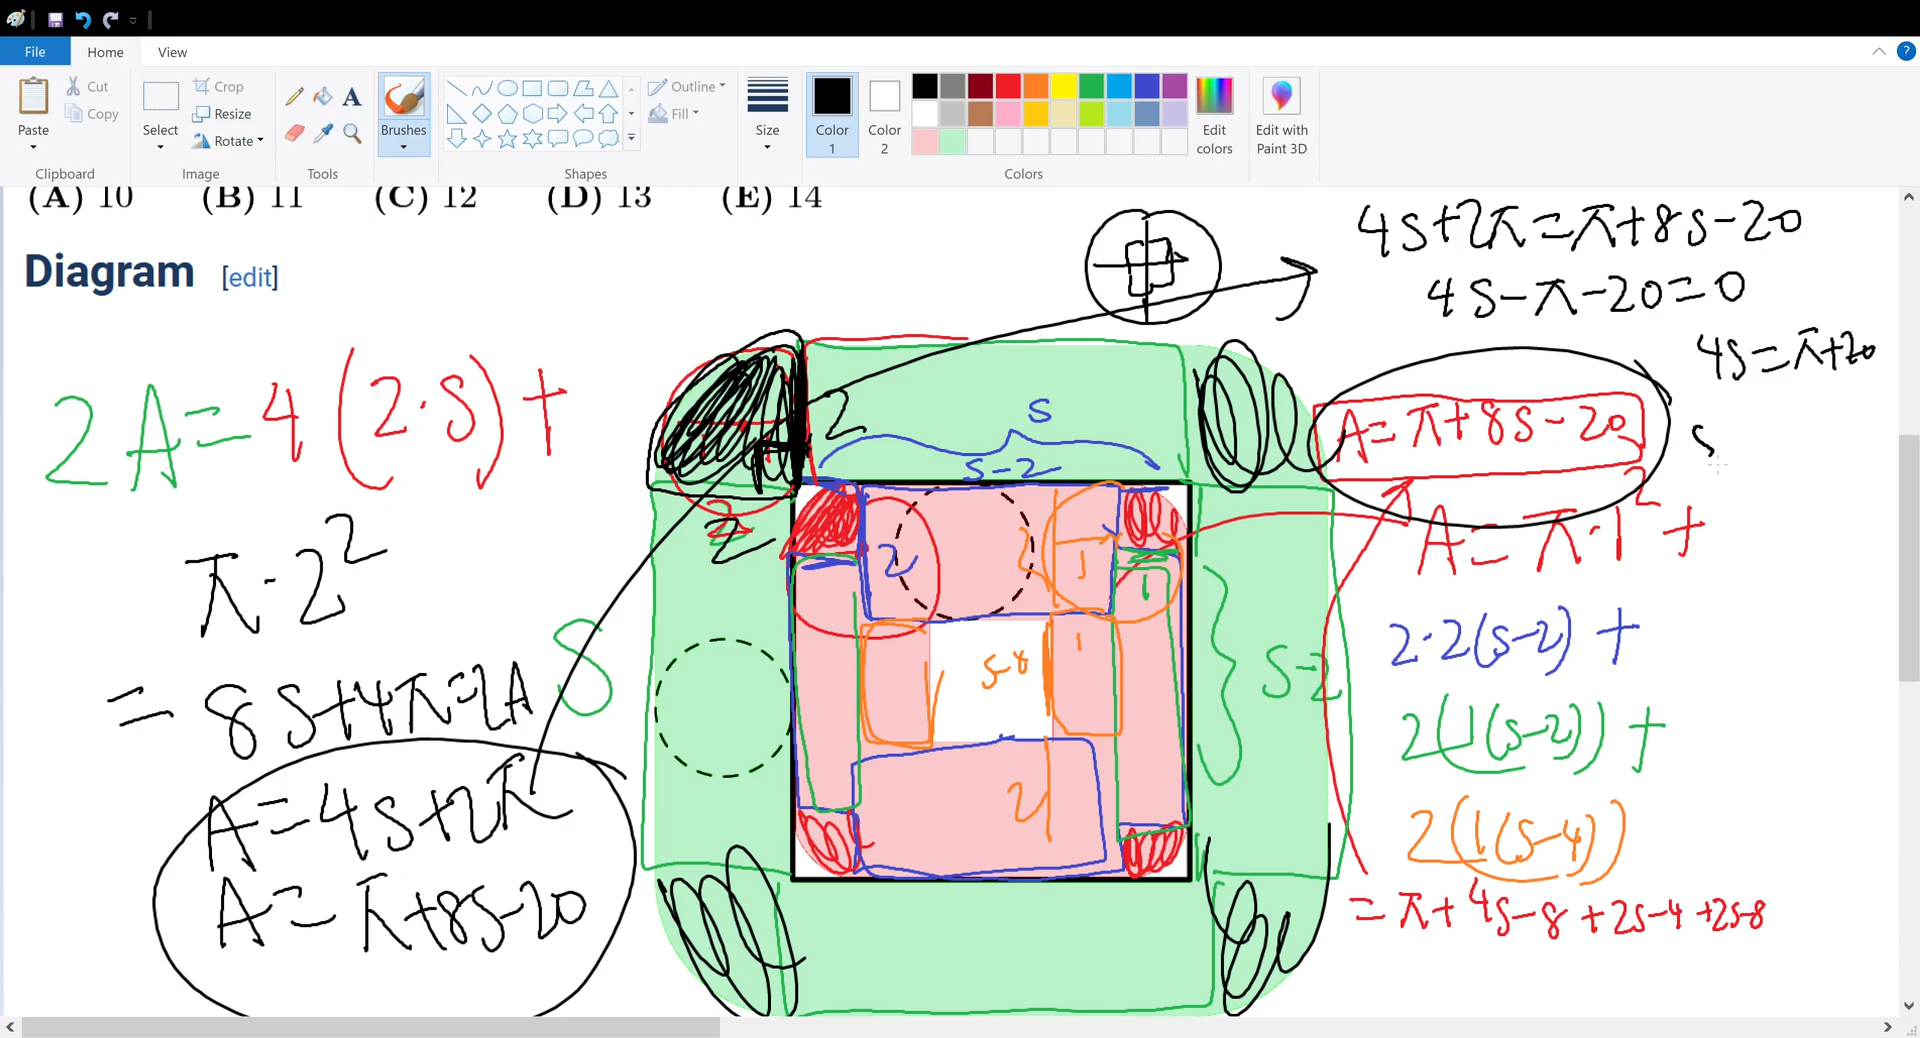 File
Home
View
Paste
Cut
Copy
Clipboard
Select
Crop
Resize
Rotate
Image
Tools
Brushes
Shapes
Outline
Fill
Size
Color 1
Color 2
Edit colors
Edit with Paint 3D
Colors
(A) 10 (B) 11 (C) 12 (D) 13 (E) 14
Diagram [edit]
4s+2π=π+8s-20
4s-π-20=0
4s=π+20
s
2A=4(2·s)+
π·2²
=8s+4π=2A
A=4s+2π
A=π+8s-20
2
s
s-2
2
2
2
1
1
1
s-8
2
s
s-2
A=π+8s-20
A=π·1²+
2·2(s-2)+
2(1(s-2))+
2(1(s-4))
=π+4s-8+2s-4+2s-8